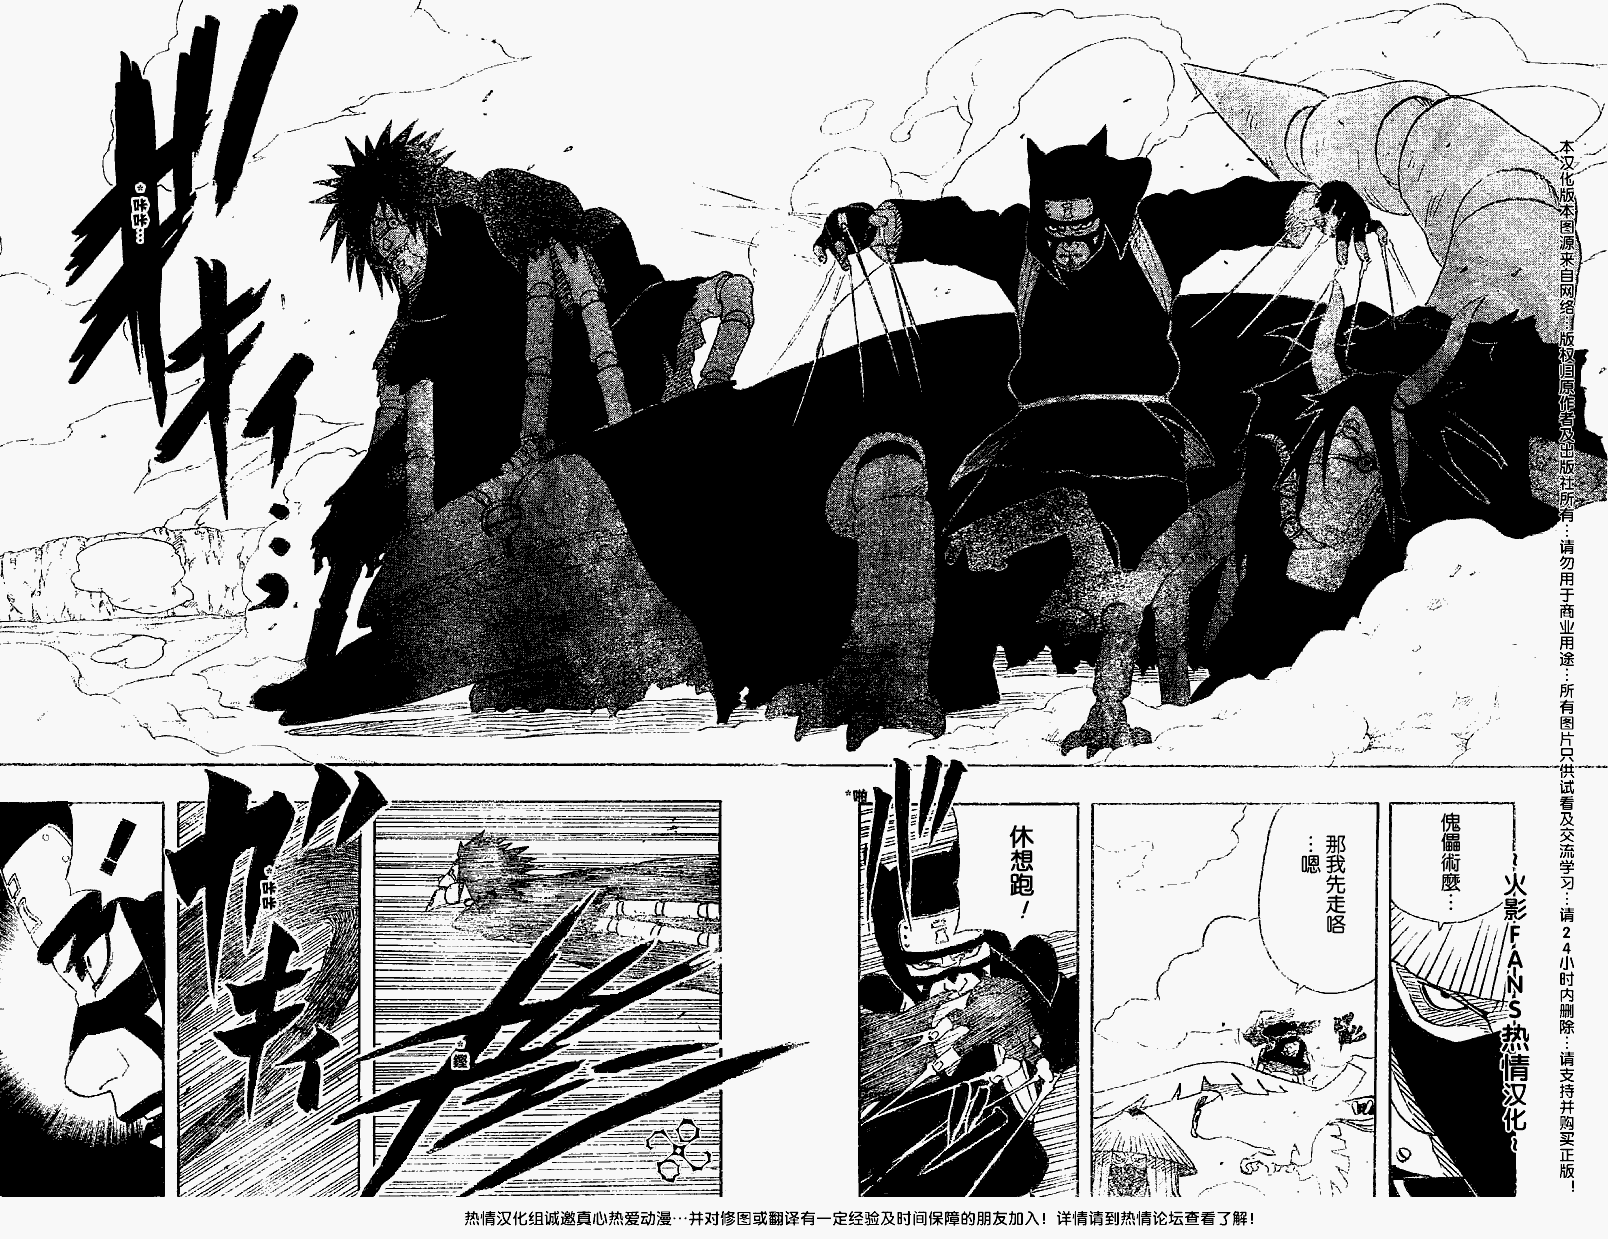 ガギギィ…
*咔咔…
傀儡術麼…
那我先走咯
…嗯
*啪
休想跑！
*鏗
ガギィ
*咔咔
！
~火影FANS热情汉化~
本汉化版本图源来自网络…版权归原作者及出版社所有…请勿用于商业用途…所有图片只供试看及交流学习…请24小时内删除…请支持并购买正版！
热情汉化组诚邀真心热爱动漫…并对修图或翻译有一定经验及时间保障的朋友加入！详情请到热情论坛查看了解！